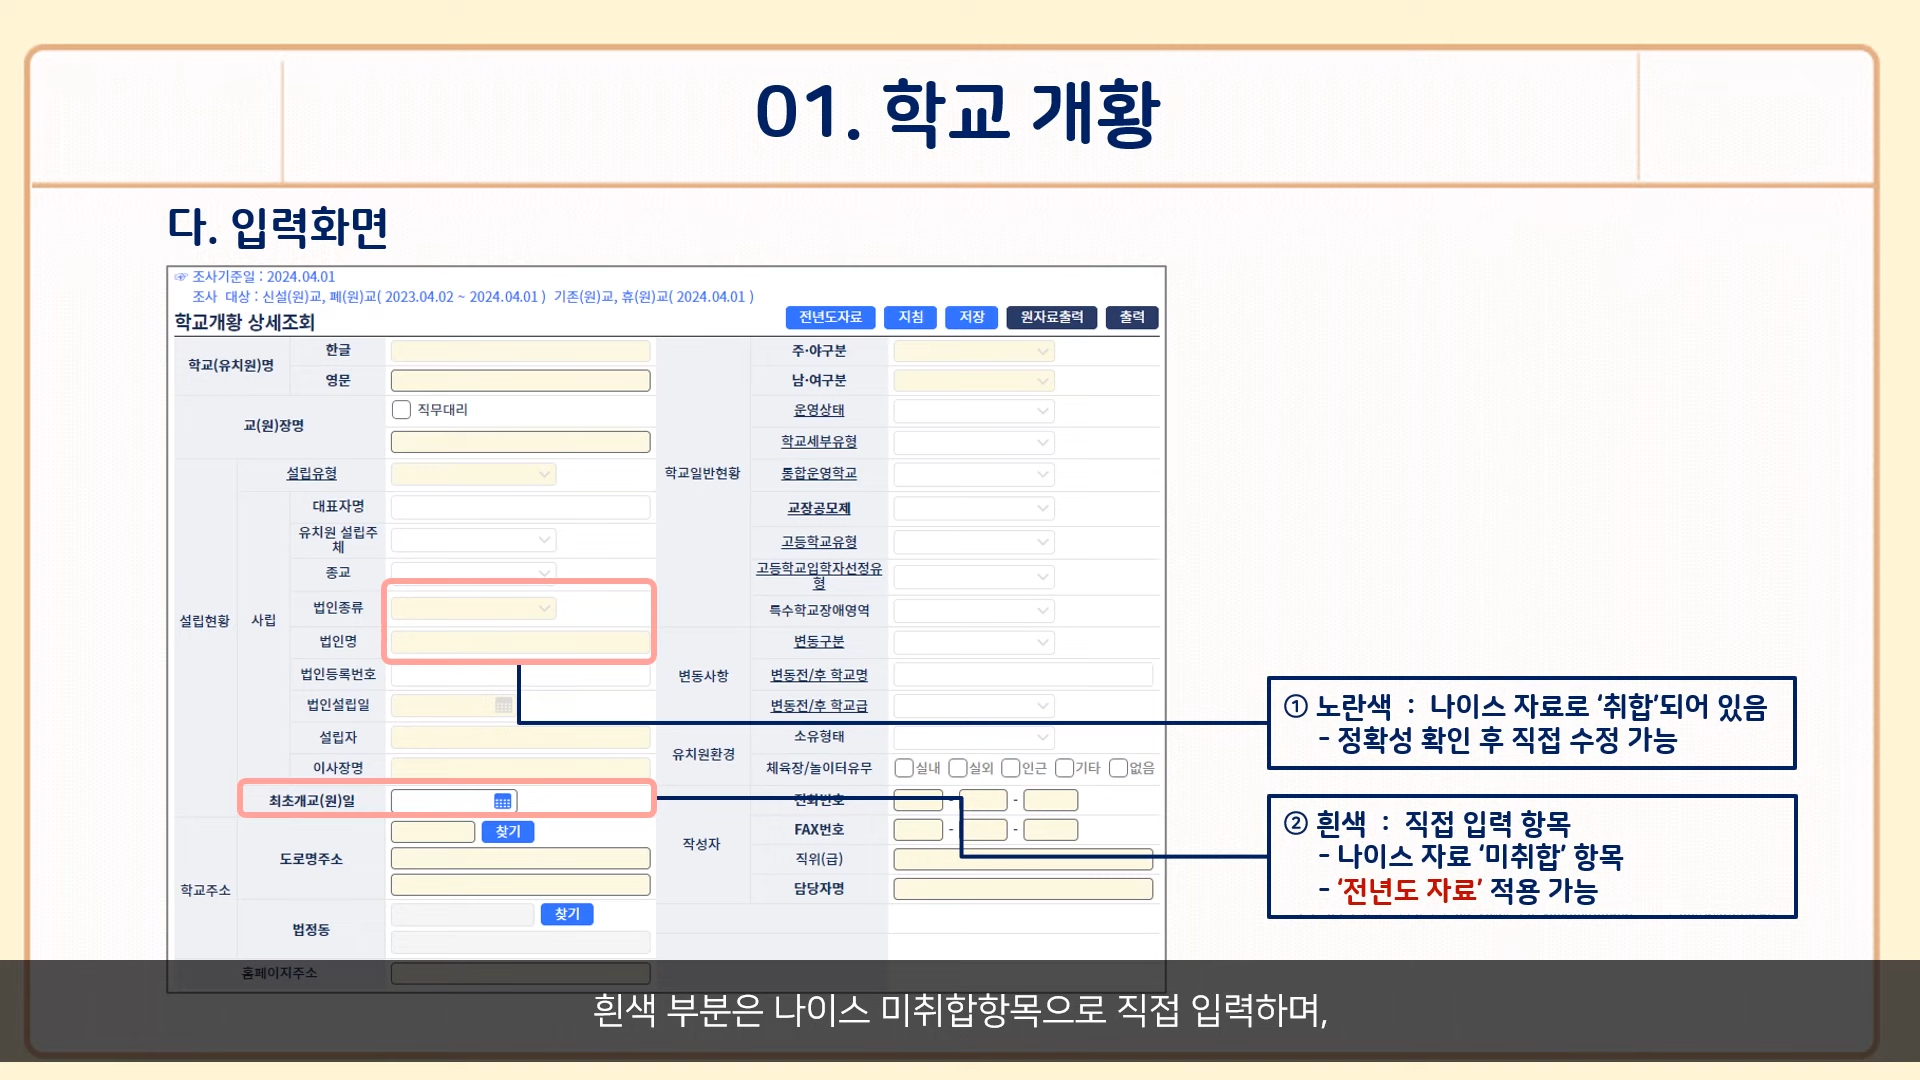 01. 학교 개황
다. 입력화면
☞ 조사기준일 : 2024.04.01
조사 대상 : 신설(원)교, 폐(원)교( 2023.04.02 ~ 2024.04.01 ) 기존(원)교, 휴(원)교( 2024.04.01 )
학교개황 상세조회
전년도자료 지침 저장 원자료출력 출력
학교(유치원)명
한글
영문
교(원)장명
직무대리
설립현황
설립유형
사립
대표자명
유치원 설립주
체
종교
법인종류
법인명
법인등록번호
법인설립일
설립자
이사장명
최초개교(원)일
학교주소
도로명주소
찾기
법정동
찾기
홈페이지주소
학교일반현황
주·야구분
남·여구분
운영상태
학교세부유형
통합운영학교
교장공모제
고등학교유형
고등학교입학자선정유
형
특수학교장애영역
변동사항
변동구분
변동전/후 학교명
변동전/후 학교급
유치원환경
소유형태
체육장/놀이터유무
실내 실외 인근 기타 없음
작성자
전화번호
- -
FAX번호
- -
직위(급)
담당자명
① 노란색 : 나이스 자료로 ‘취합’되어 있음
- 정확성 확인 후 직접 수정 가능
② 흰색 : 직접 입력 항목
- 나이스 자료 ‘미취합’ 항목
- ‘전년도 자료’ 적용 가능
흰색 부분은 나이스 미취합항목으로 직접 입력하며,